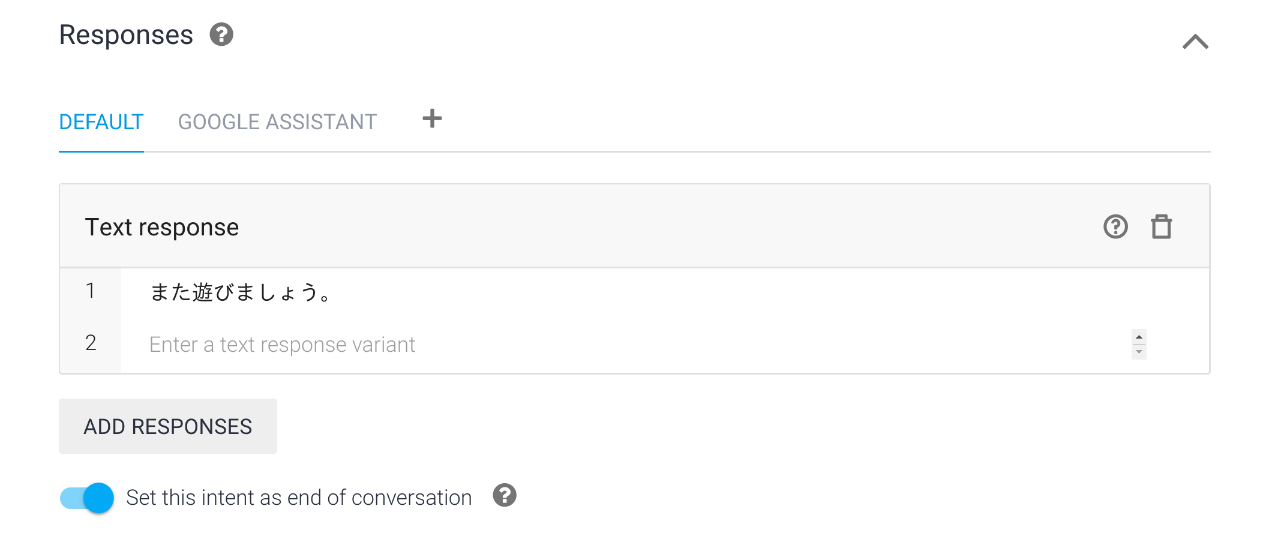 Responses
DEFAULT GOOGLE ASSISTANT
Text response
1 また遊びましょう。
2 Enter a text response variant
ADD RESPONSES
Set this intent as end of conversation